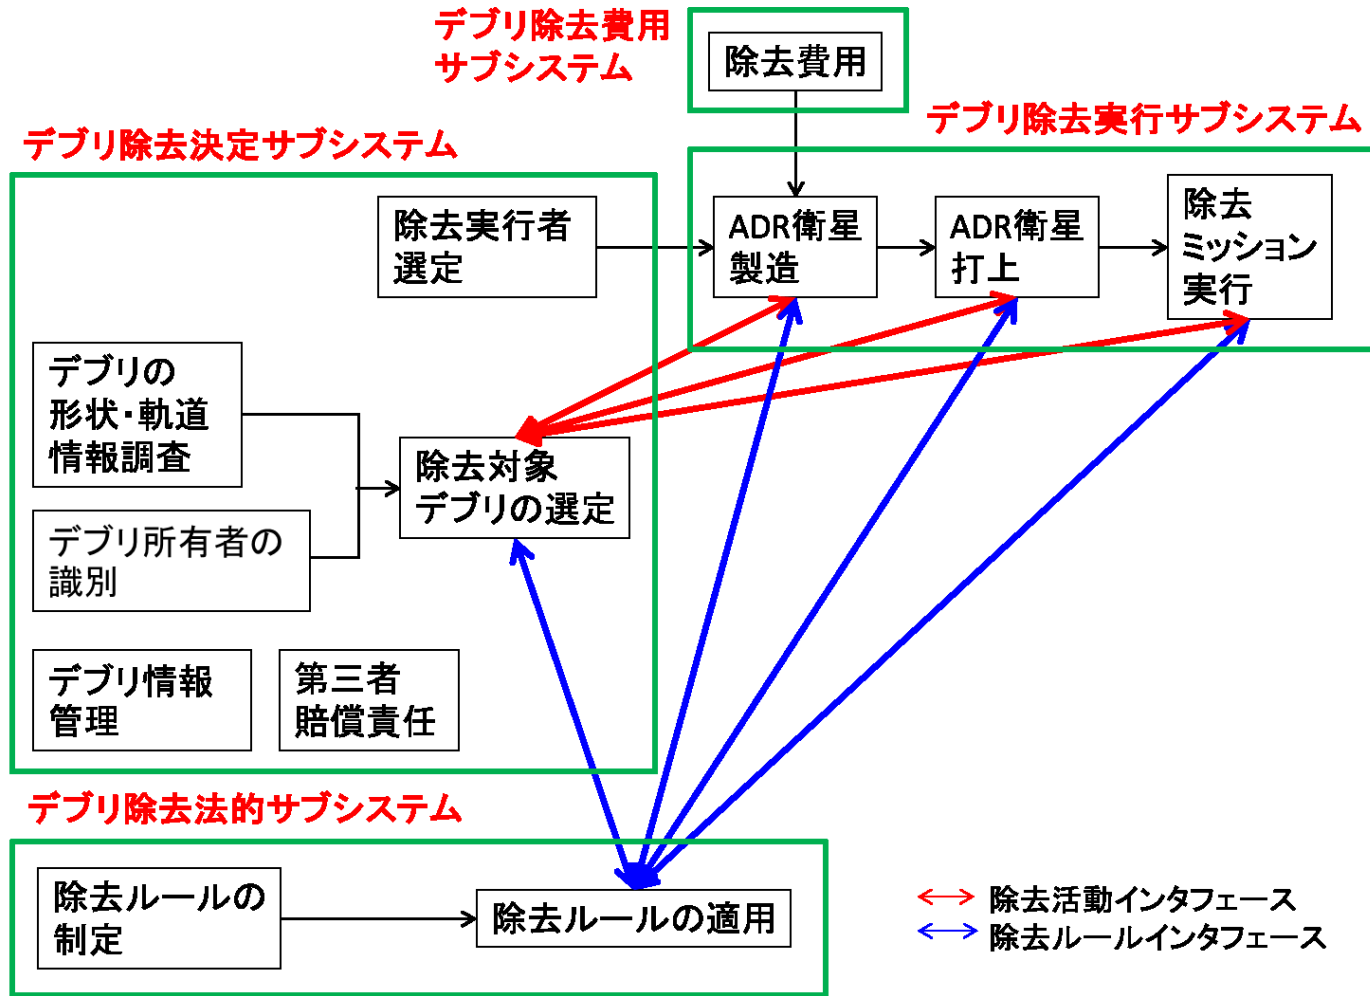 デブリ除去費用
サブシステム
除去費用
デブリ除去実行サブシステム
デブリ除去決定サブシステム
除去実行者
選定
ADR衛星
製造
ADR衛星
打上
除去
ミッション
実行
デブリの
形状・軌道
情報調査
除去対象
デブリの選定
デブリ所有者の
識別
デブリ情報
管理
第三者
賠償責任
デブリ除去法的サブシステム
除去ルールの
制定
除去ルールの適用
除去活動インタフェース
除去ルールインタフェース